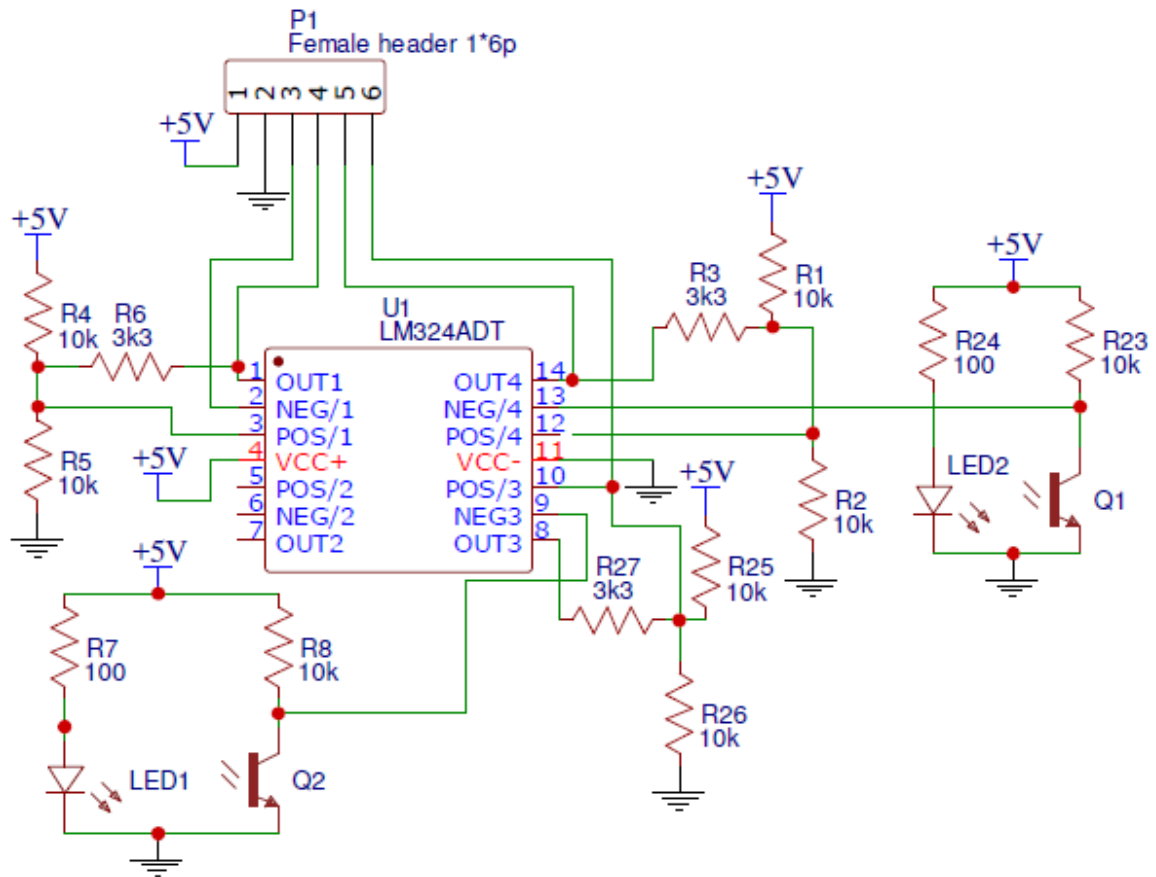 P1
Female header 1*6p
1 2 3 4 5 6
+5V
+5V
+5V
+5V
R4
10k
R6
3k3
R3
3k3
R1
10k
U1
LM324ADT
R24
100
R23
10k
1 OUT1
2 NEG/1
3 POS/1
4 VCC+
5 POS/2
6 NEG/2
7 OUT2
OUT4 14
NEG/4 13
POS/4 12
VCC- 11
POS/3 10
NEG3 9
OUT3 8
R5
10k
+5V
+5V
LED2
Q1
R2
10k
+5V
R25
10k
R27
3k3
R7
100
R8
10k
R26
10k
LED1
Q2